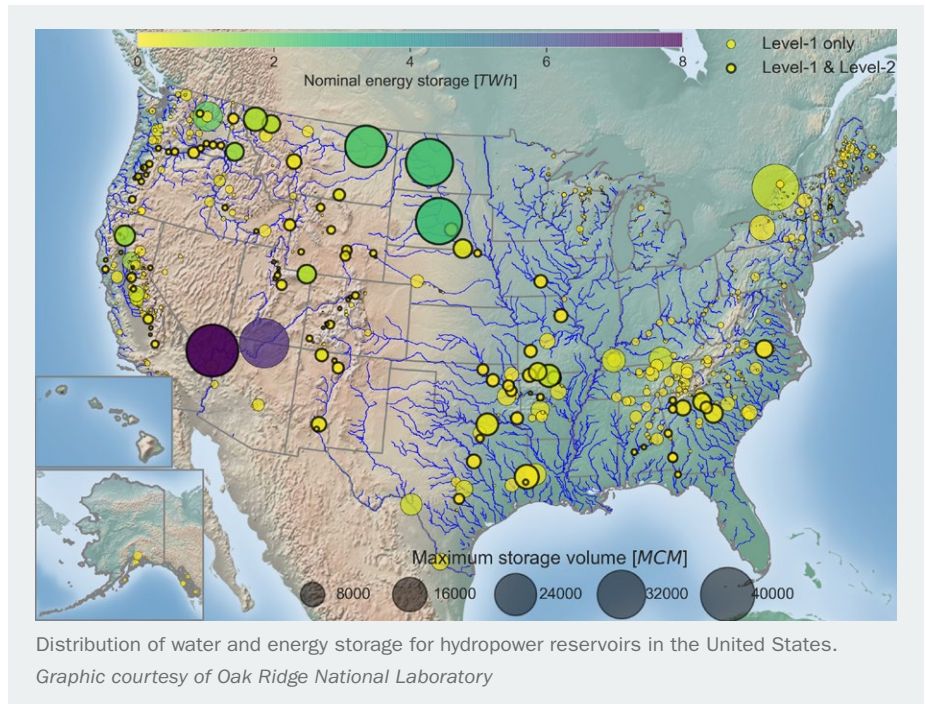 0 2 4 6 8
Nominal energy storage [TWh]
Level-1 only
Level-1 & Level-2
Maximum storage volume [MCM]
8000 16000 24000 32000 40000
Distribution of water and energy storage for hydropower reservoirs in the United States.
Graphic courtesy of Oak Ridge National Laboratory